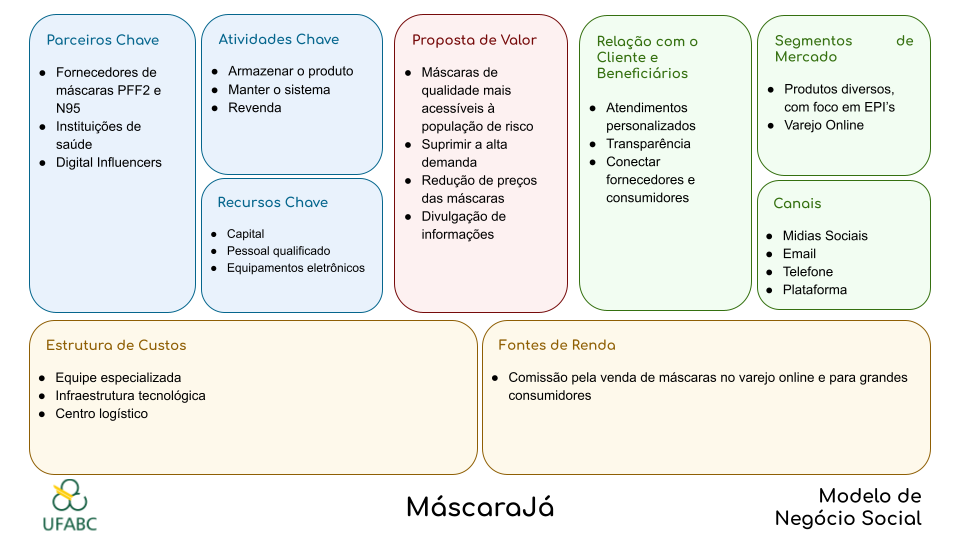 Parceiros Chave
● Fornecedores de
máscaras PFF2 e
N95
● Instituições de
saúde
● Digital Influencers
Atividades Chave
● Armazenar o produto
● Manter o sistema
● Revenda
Recursos Chave
● Capital
● Pessoal qualificado
● Equipamentos eletrônicos
Proposta de Valor
● Máscaras de
qualidade mais
acessíveis à
população de risco
● Suprimir a alta
demanda
● Redução de preços
das máscaras
● Divulgação de
informações
Relação com o
Cliente e
Beneficiários
● Atendimentos
personalizados
● Transparência
● Conectar
fornecedores e
consumidores
Segmentos de
Mercado
● Produtos diversos,
com foco em EPI's
● Varejo Online
Canais
● Midias Sociais
● Email
● Telefone
● Plataforma
Estrutura de Custos
● Equipe especializada
● Infraestrutura tecnológica
● Centro logístico
Fontes de Renda
● Comissão pela venda de máscaras no varejo online e para grandes
consumidores
UFABC
MáscaraJá
Modelo de
Negócio Social